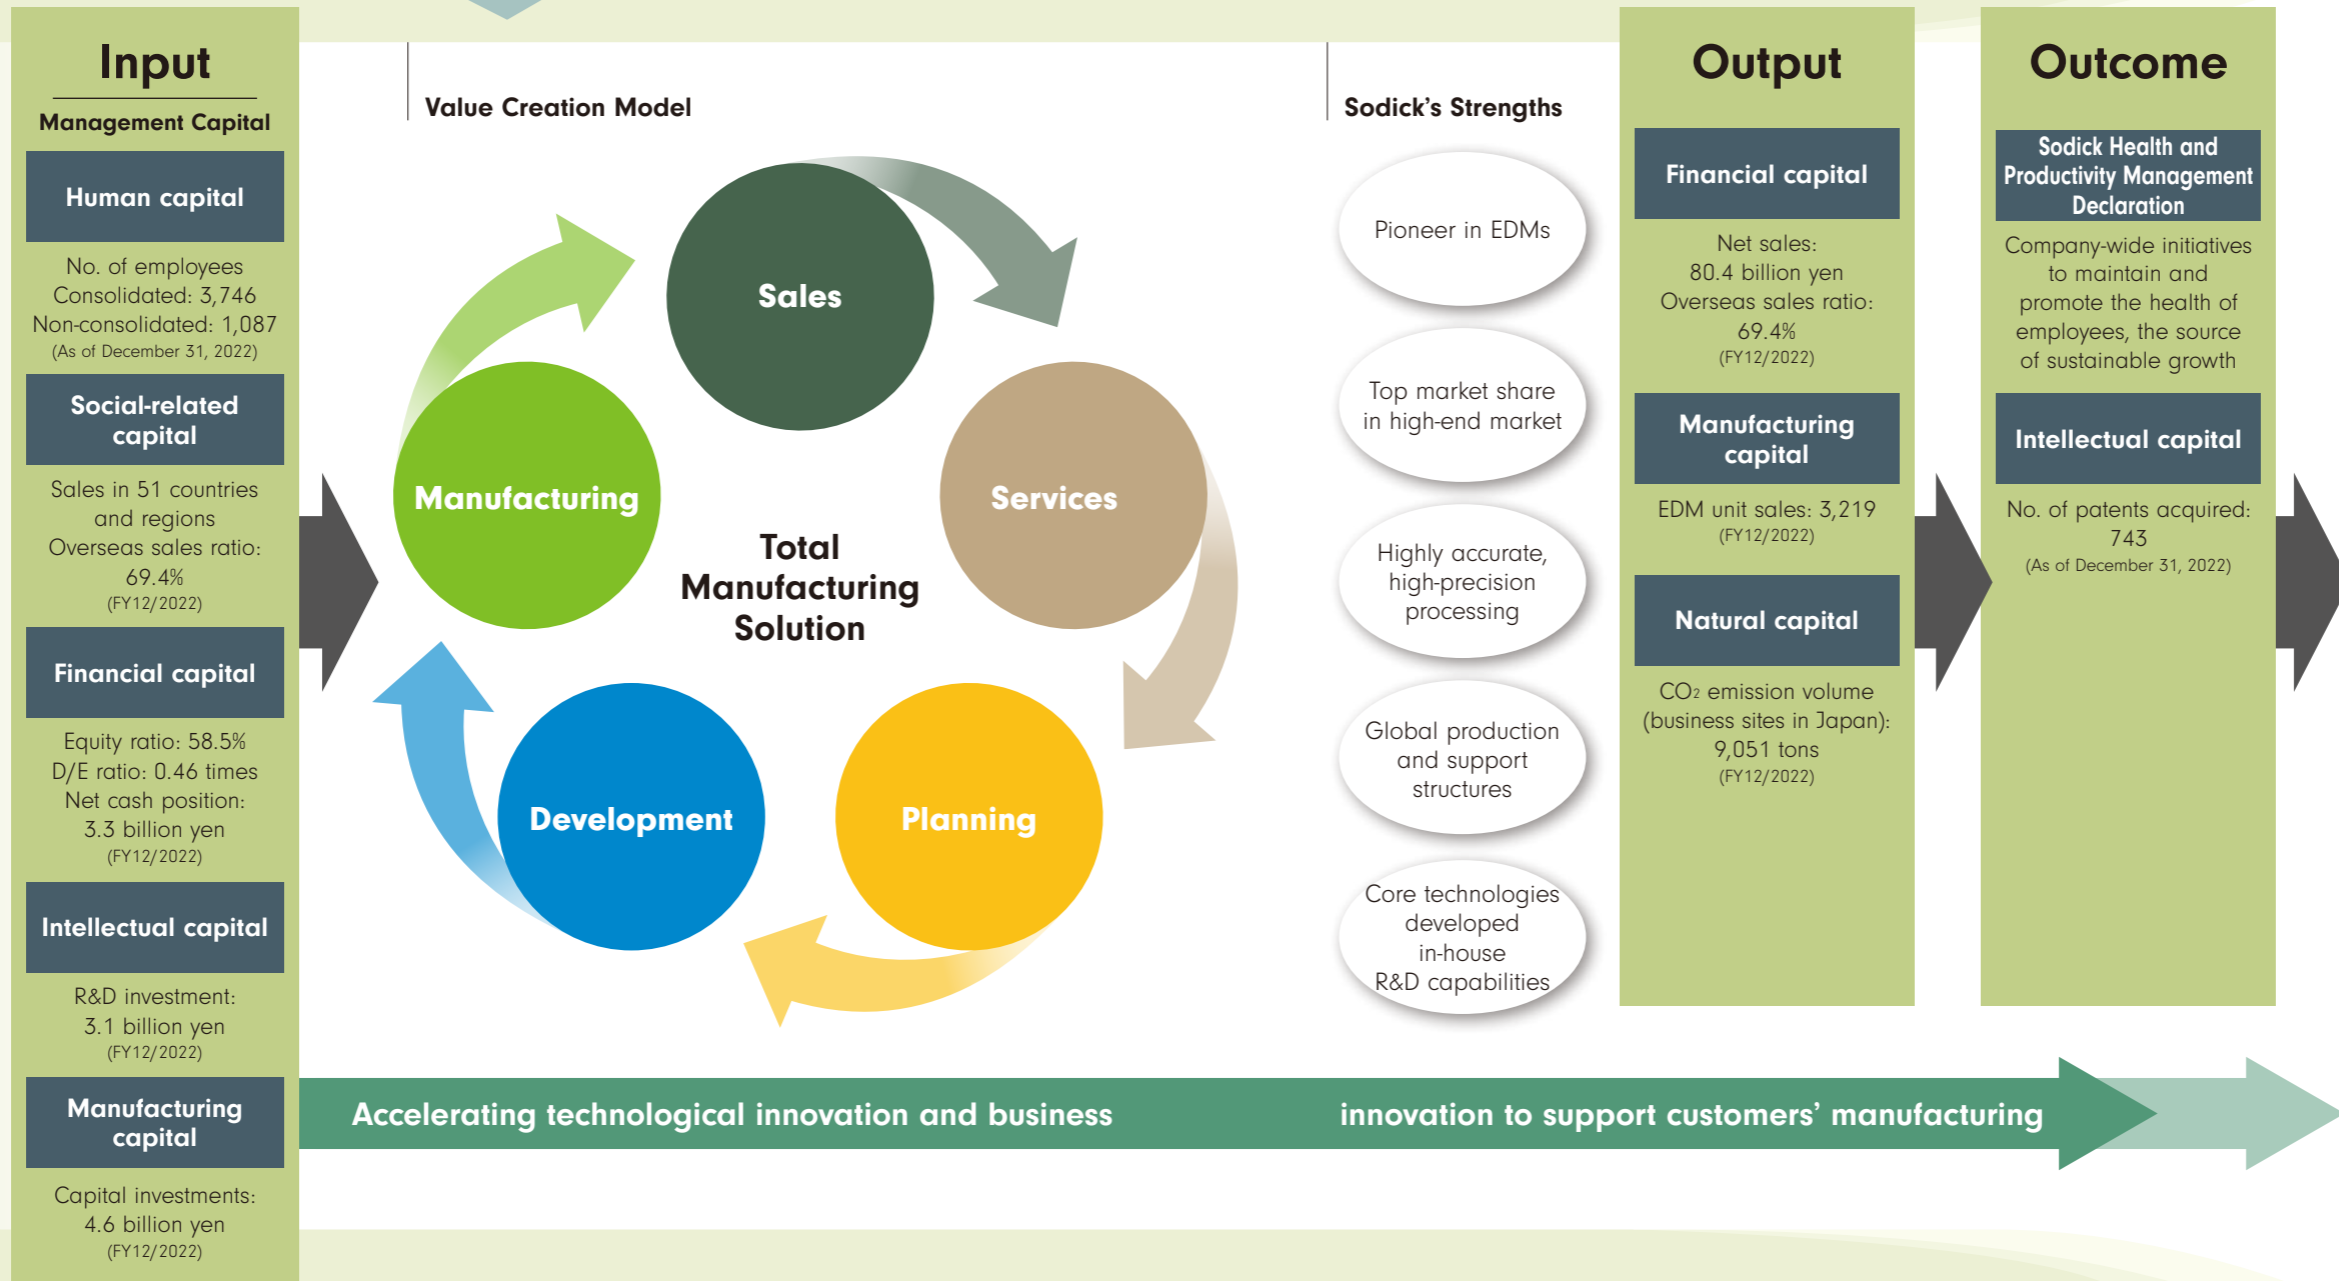 Input
Management Capital
Human capital
No. of employees
Consolidated: 3,746
Non-consolidated: 1,087
(As of December 31, 2022)
Social-related
capital
Sales in 51 countries
and regions
Overseas sales ratio:
69.4%
(FY12/2022)
Financial capital
Equity ratio: 58.5%
D/E ratio: 0.46 times
Net cash position:
3.3 billion yen
(FY12/2022)
Intellectual capital
R&D investment:
3.1 billion yen
(FY12/2022)
Manufacturing
capital
Capital investments:
4.6 billion yen
(FY12/2022)
Value Creation Model
Sales
Services
Planning
Development
Manufacturing
Total
Manufacturing
Solution
Sodick's Strengths
Pioneer in EDMs
Top market share
in high-end market
Highly accurate,
high-precision
processing
Global production
and support
structures
Core technologies
developed
in-house
R&D capabilities
Output
Financial capital
Net sales:
80.4 billion yen
Overseas sales ratio:
69.4%
(FY12/2022)
Manufacturing
capital
EDM unit sales: 3,219
(FY12/2022)
Natural capital
CO2 emission volume
(business sites in Japan):
9,051 tons
(FY12/2022)
Outcome
Sodick Health and
Productivity Management
Declaration
Company-wide initiatives
to maintain and
promote the health of
employees, the source
of sustainable growth
Intellectual capital
No. of patents acquired:
743
(As of December 31, 2022)
Accelerating technological innovation and business innovation to support customers' manufacturing